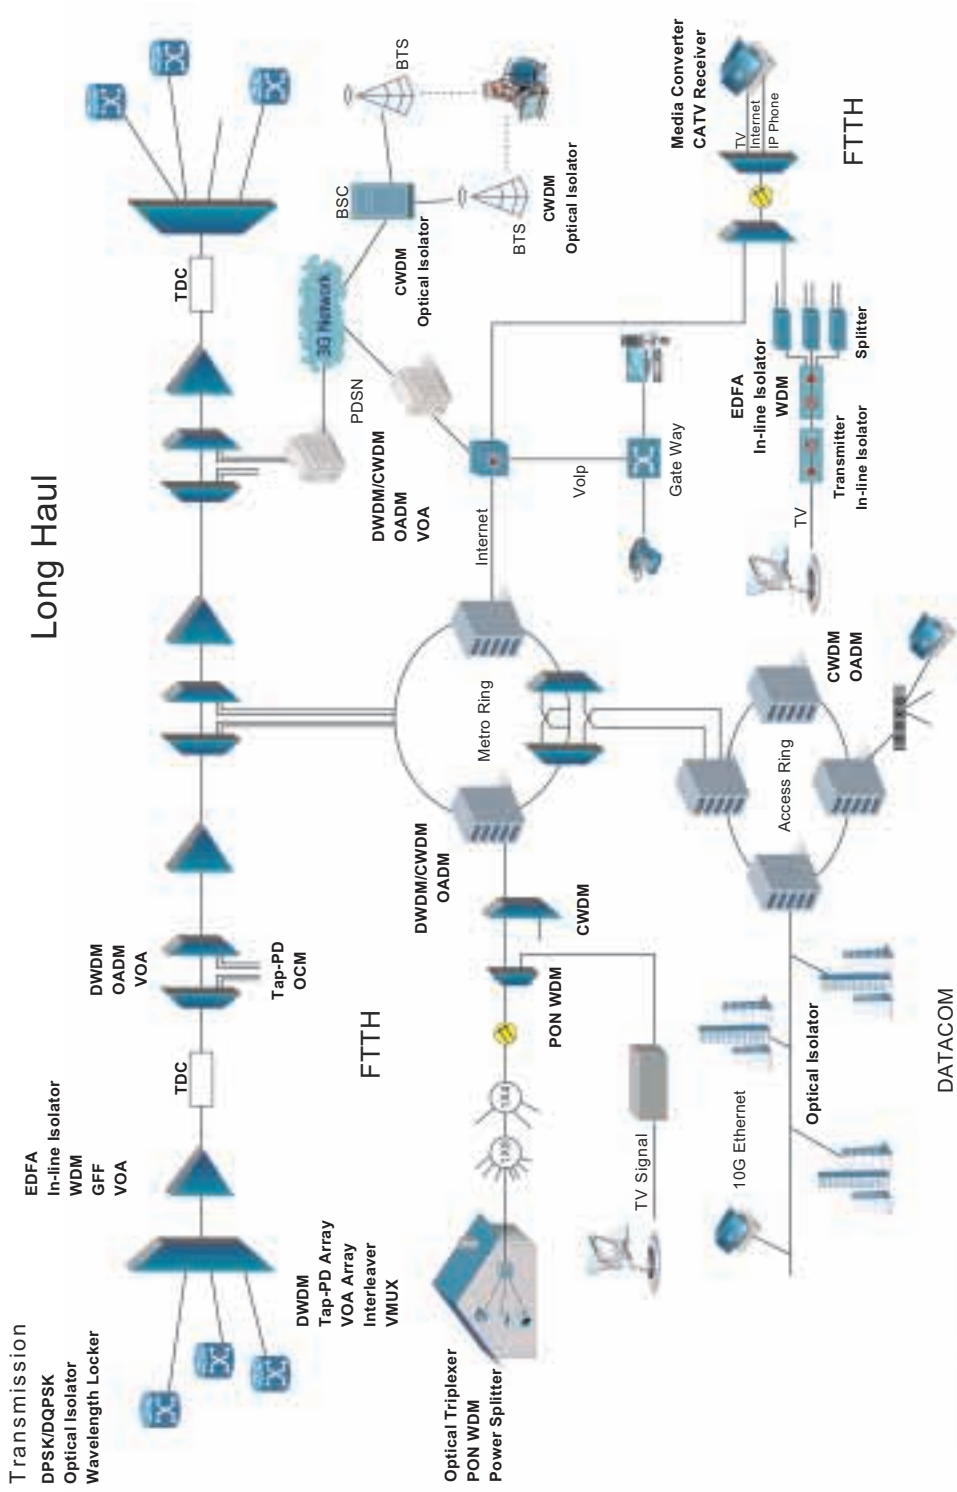 Long Haul
Transmission
DPSK/DQPSK
Optical Isolator
Wavelength Locker
EDFA
In-line Isolator
WDM
GFF
VOA
TDC
DWDM
OADM
VOA
Tap-PD
OCM
TDC
DWDM
Tap-PD Array
VOA Array
Interleaver
VMUX
FTTH
Optical Triplexer
PON WDM
Power Splitter
1X8
1X4
PON WDM
CWDM
TV Signal
DWDM/CWDM
OADM
Metro Ring
Internet
DWDM/CWDM
OADM
VOA
PDSN
3G Network
CWDM
Optical Isolator
BSC
BTS
BTS
CWDM
Optical Isolator
VoIp
Gate Way
TV
Transmitter
In-line Isolator
EDFA
In-line Isolator
WDM
Splitter
Media Converter
CATV Receiver
TV
Internet
IP Phone
FTTH
Access Ring
CWDM
OADM
10G Ethernet
Optical Isolator
DATACOM